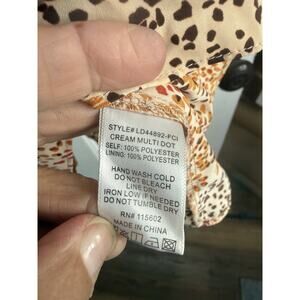 STYLE# LD44892-FCI
CREAM MULTI DOT
SELF: 100% POLYESTER
LINING: 100% POLYESTER
HAND WASH COLD
DO NOT BLEACH
LINE DRY
IRON LOW IF NEEDED
DO NOT TUMBLE DRY
RN# 115602
MADE IN CHINA